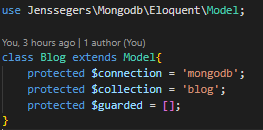 use Jenssegers\Mongodb\Eloquent\Model;
You, 3 hours ago | 1 author (You)
class Blog extends Model{
protected $connection = 'mongodb';
protected $collection = 'blog';
protected $guarded = [];
}